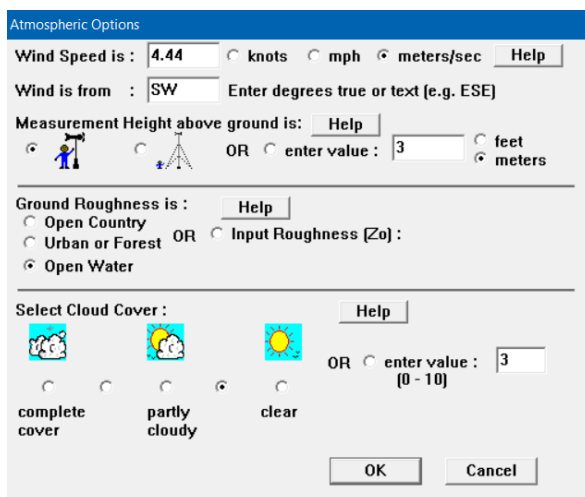 Atmospheric Options
Wind Speed is : 4.44 knots mph meters/sec Help
Wind is from : SW Enter degrees true or text (e.g. ESE)
Measurement Height above ground is: Help
OR enter value : 3 feet
meters
Ground Roughness is : Help
Open Country
Urban or Forest OR Input Roughness (Zo) :
Open Water
Select Cloud Cover : Help
OR enter value : 3
(0 - 10)
complete cover
partly cloudy
clear
OK Cancel